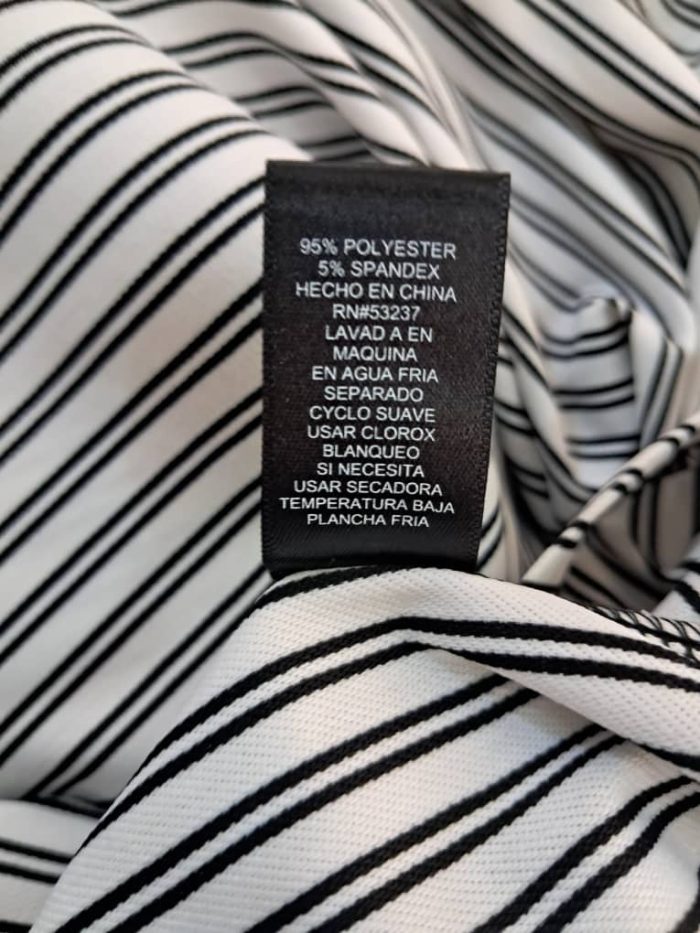 95% POLYESTER
5% SPANDEX
HECHO EN CHINA
RN#53237
LAVAD A EN
MAQUINA
EN AGUA FRIA
SEPARADO
CYCLO SUAVE
USAR CLOROX
BLANQUEO
SI NECESITA
USAR SECADORA
TEMPERATURA BAJA
PLANCHA FRIA